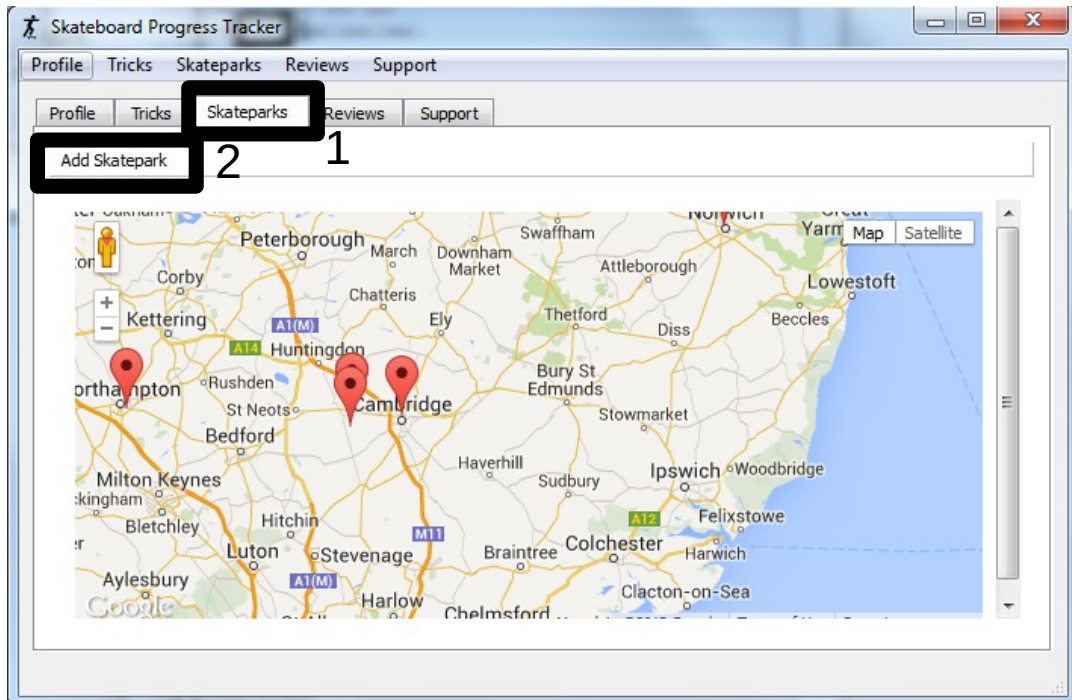 Skateboard Progress Tracker
Profile Tricks Skateparks Reviews Support
Profile Tricks Skateparks Reviews Support
1
Add Skatepark 2
Norwich
Swaffham
Map Satellite
Peterborough
March Downham
Market
Attleborough
Corby
Lowestoft
Chatteris
Kettering
A1(M)
Ely
Thetford
Diss
Beccles
A14 Huntingdon
Bury St
Edmunds
Rushden
St Neots
Cambridge
Stowmarket
Bedford
Haverhill
Ipswich Woodbridge
Milton Keynes
Sudbury
Bletchley
Hitchin
A12 Felixstowe
M11
Luton Stevenage
Braintree Colchester
Harwich
Aylesbury
A1(M)
Clacton-on-Sea
Google
Harlow
Chelmsford